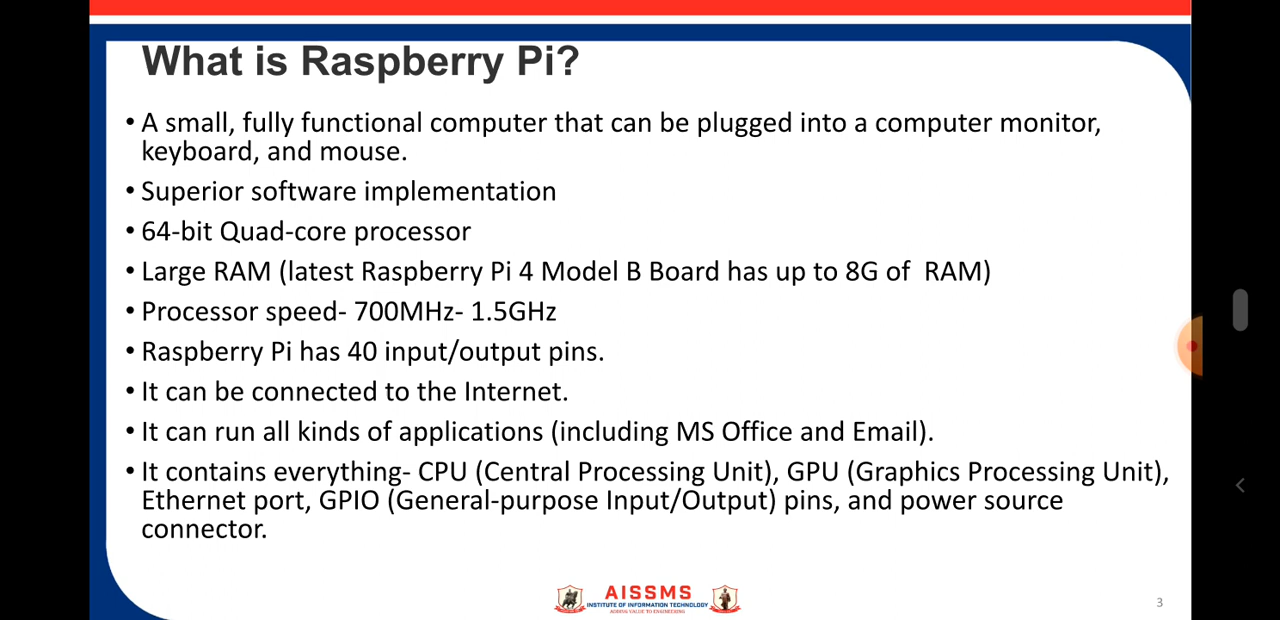 What is Raspberry Pi?
• A small, fully functional computer that can be plugged into a computer monitor,
keyboard, and mouse.
• Superior software implementation
• 64-bit Quad-core processor
• Large RAM (latest Raspberry Pi 4 Model B Board has up to 8G of RAM)
• Processor speed- 700MHz- 1.5GHz
• Raspberry Pi has 40 input/output pins.
• It can be connected to the Internet.
• It can run all kinds of applications (including MS Office and Email).
• It contains everything- CPU (Central Processing Unit), GPU (Graphics Processing Unit),
Ethernet port, GPIO (General-purpose Input/Output) pins, and power source
connector.
AISSMS
INSTITUTE OF INFORMATION TECHNOLOGY
ADDING VALUE TO ENGINEERING
3